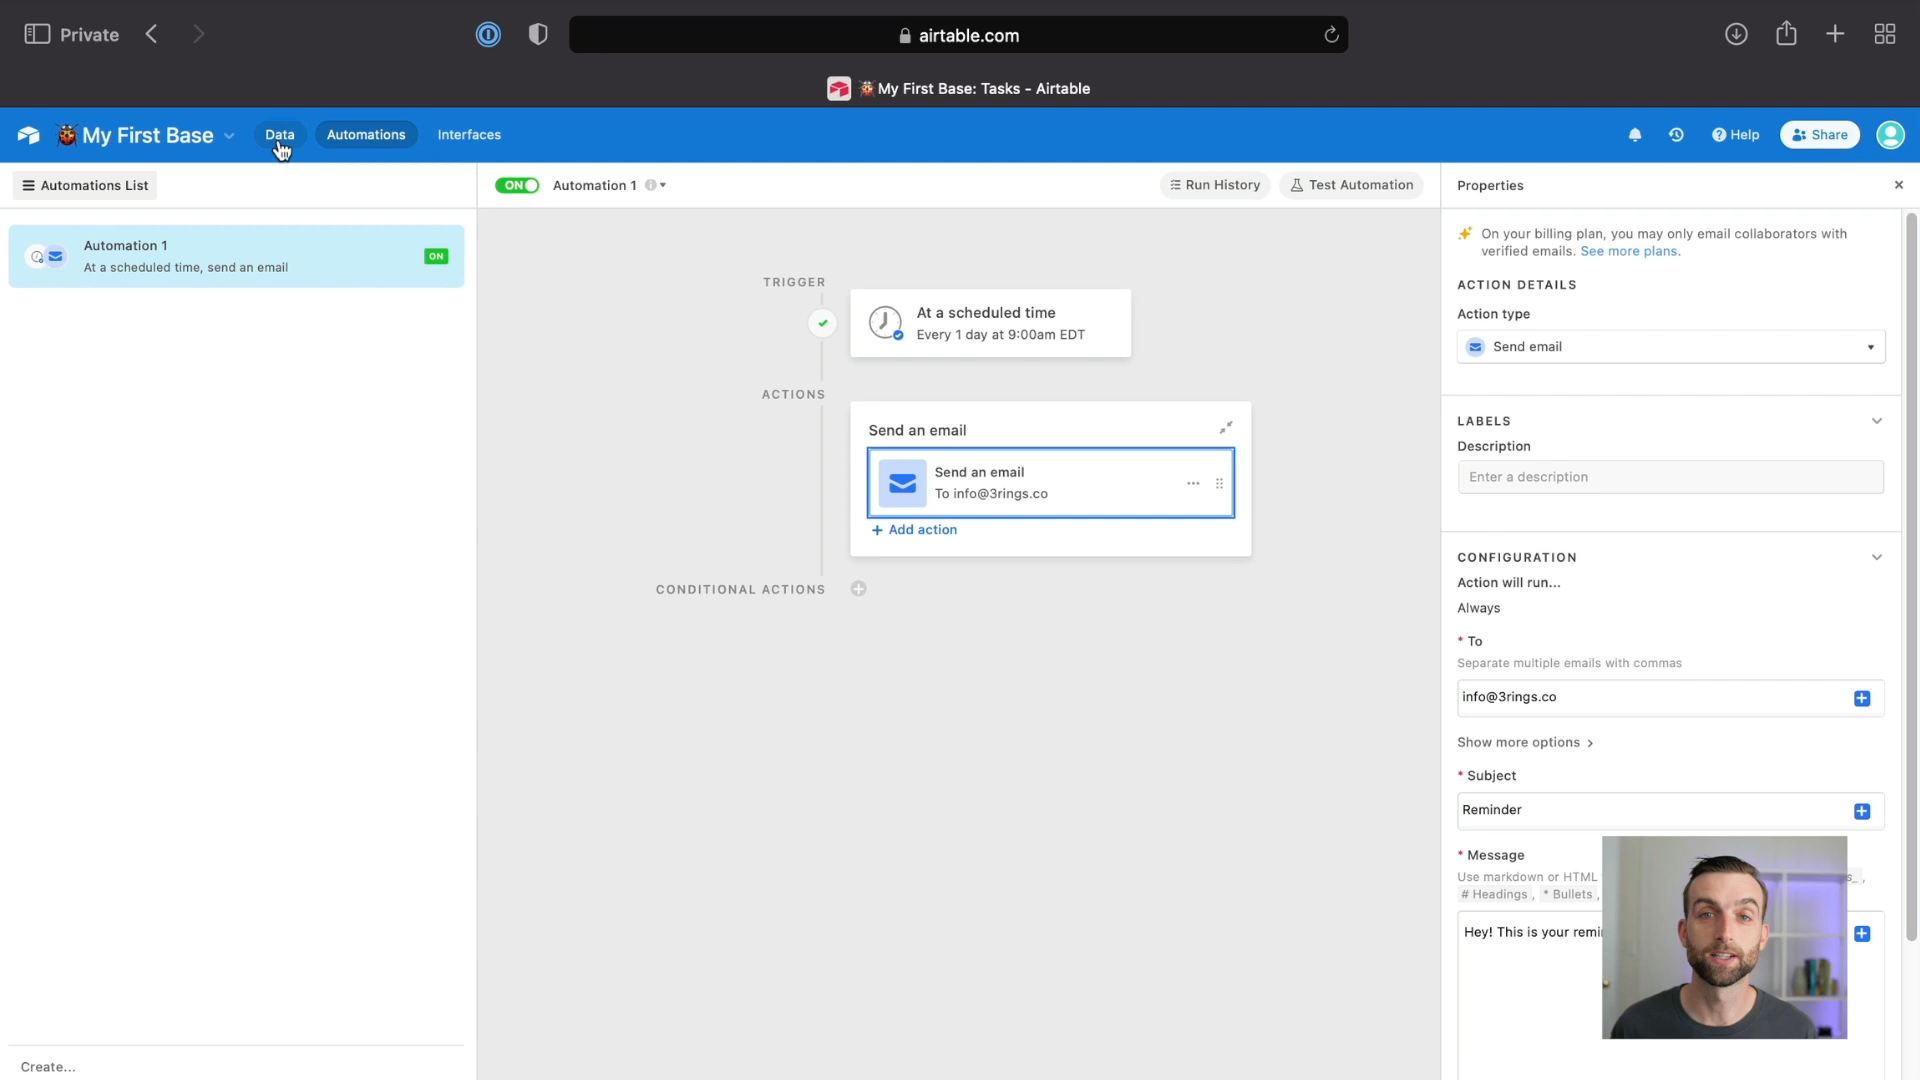 Private
airtable.com
My First Base: Tasks - Airtable
My First Base
Data
Automations
Interfaces
Help
Share
Automations List
ON
Automation 1
Run History
Test Automation
Properties
Automation 1
At a scheduled time, send an email
ON
TRIGGER
At a scheduled time
Every 1 day at 9:00am EDT
ACTIONS
Send an email
Send an email
To info@3rings.co
+ Add action
CONDITIONAL ACTIONS
On your billing plan, you may only email collaborators with
verified emails. See more plans.
ACTION DETAILS
Action type
Send email
LABELS
Description
Enter a description
CONFIGURATION
Action will run...
Always
* To
Separate multiple emails with commas
info@3rings.co
Show more options >
* Subject
Reminder
* Message
Use markdown or HTML
# Headings , * Bullets ,
Hey! This is your
Create...